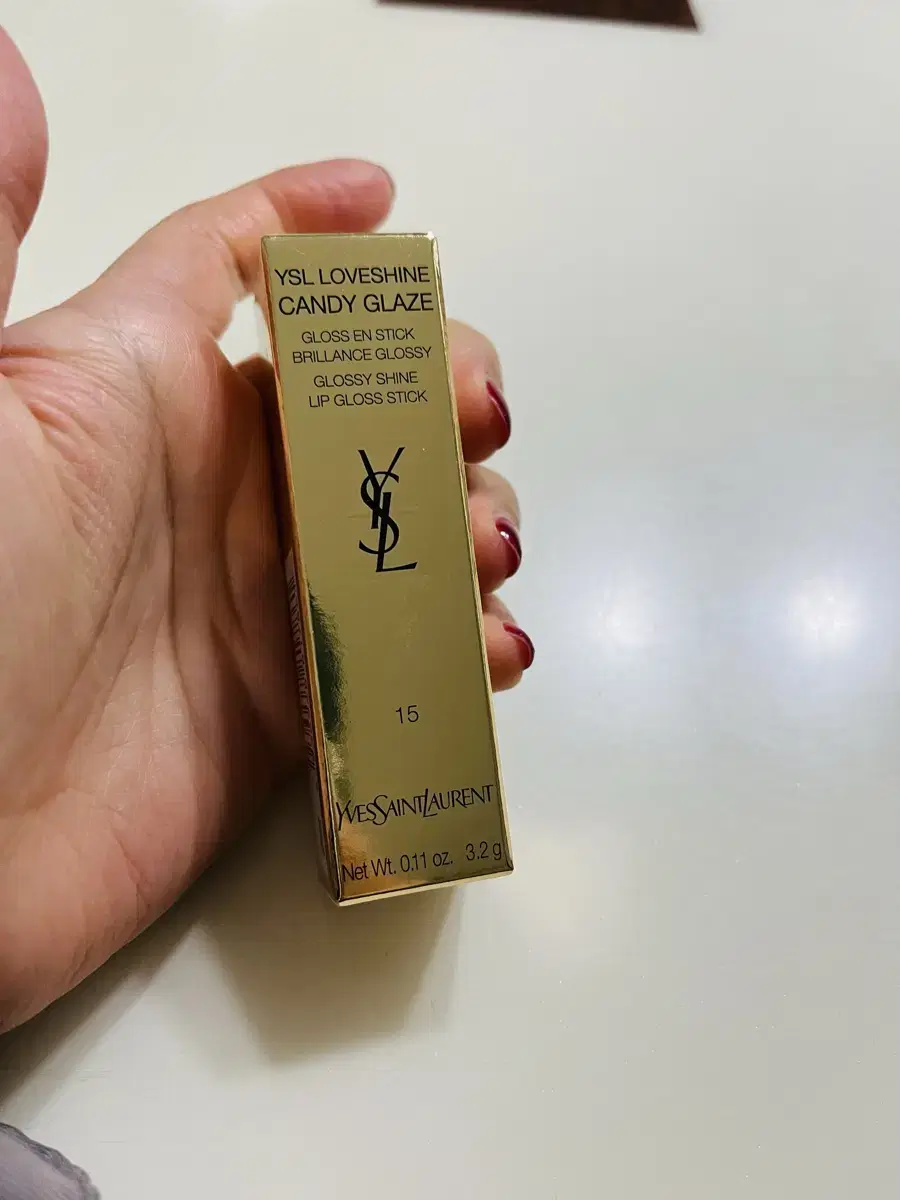 YSL LOVESHINE
CANDY GLAZE
GLOSS EN STICK
BRILLANCE GLOSSY
GLOSSY SHINE
LIP GLOSS STICK
YSL
15
YVESSAINTLAURENT
Net Wt. 0.11 oz. 3.2 g